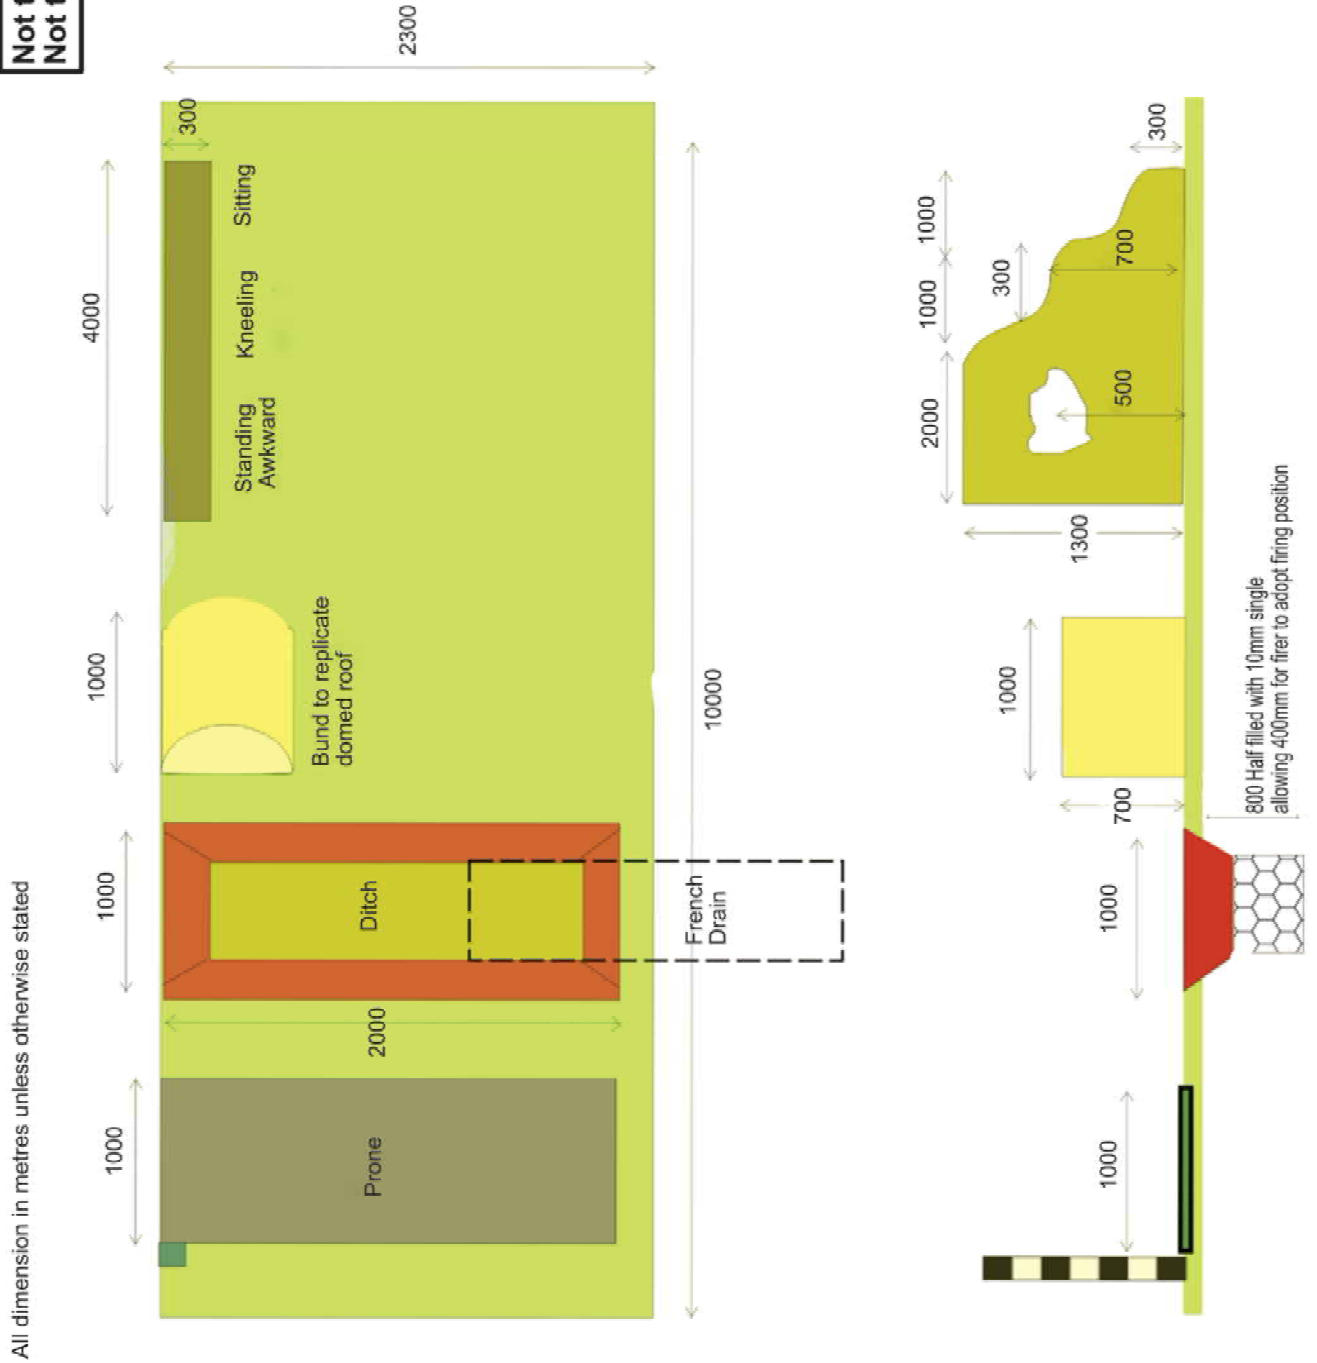 Not
Not
All dimension in metres unless otherwise stated
1000
1000
1000
4000
300
2300
Prone
2000
Ditch
French
Drain
Bund to replicate
domed roof
Standing
Awkward
Kneeling
Sitting
10000
1000
1000
700
1000
1300
2000
1000
1000
300
500
700
300
800 Half filled with 10mm single
allowing 400mm for firer to adopt firing position